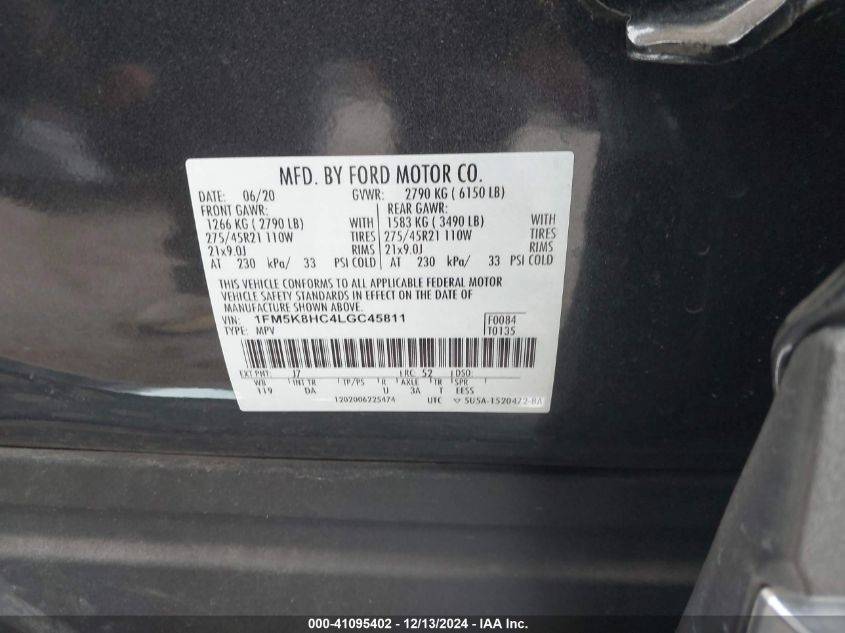 MFD. BY FORD MOTOR CO.
DATE: 06/20 GVWR: 2790 KG ( 6150 LB)
FRONT GAWR: REAR GAWR:
1266 KG ( 2790 LB) WITH 1583 KG ( 3490 LB) WITH
275/45R21 110W TIRES 275/45R21 110W TIRES
21x9.0J RIMS 21x9.0J RIMS
AT 230 kPa/ 33 PSI COLD AT 230 kPa/ 33 PSI COLD
THIS VEHICLE CONFORMS TO ALL APPLICABLE FEDERAL MOTOR
VEHICLE SAFETY STANDARDS IN EFFECT ON THE DATE OF
MANUFACTURE SHOWN ABOVE.
VIN: 1FM5K8HC4LGC45811 F0084
TYPE: MPV T0135
EXT PNT: J7 RC: 52 DSO:
WB INT TR TP/PS R AXLE TR SPR
119 DA U 3A EESS
1202006225474 UTC ▽ 5U5A-1520472-BA
000-41095402 - 12/13/2024 - IAA Inc.